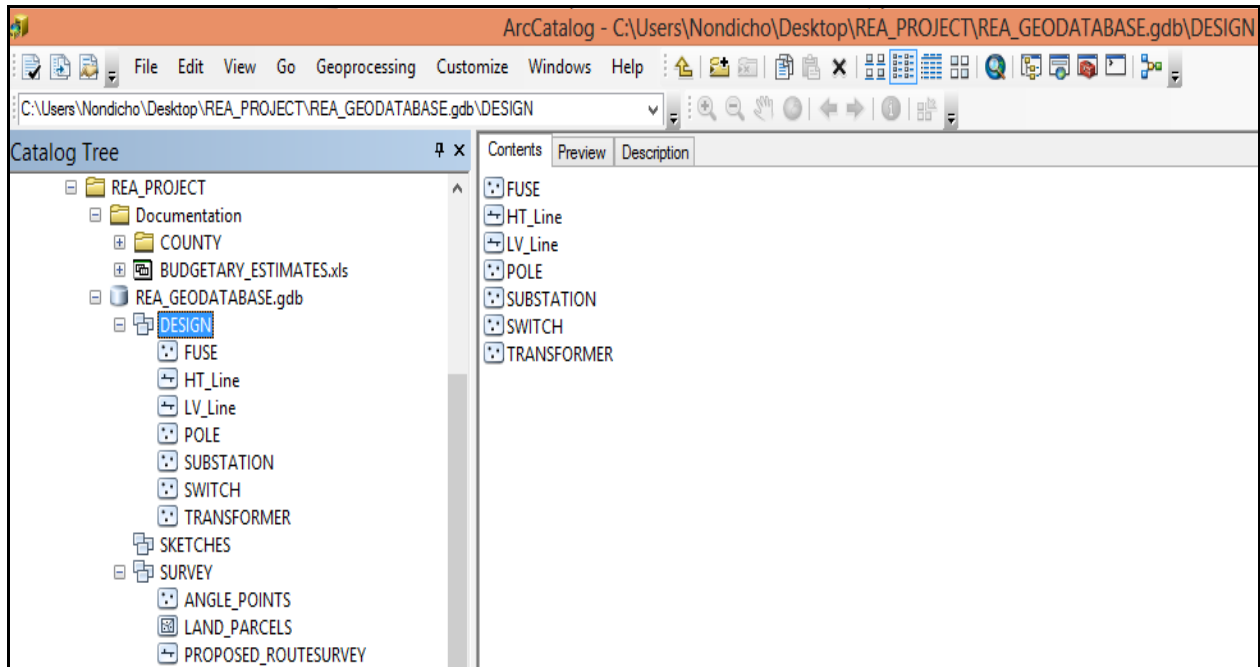 ArcCatalog - C:\Users\Nondicho\Desktop\REA_PROJECT\REA_GEODATABASE.gdb\DESIGN
File Edit View Go Geoprocessing Customize Windows Help
C:\Users\Nondicho\Desktop\REA_PROJECT\REA_GEODATABASE.gdb\DESIGN
Catalog Tree
REA_PROJECT
Documentation
COUNTY
BUDGETARY_ESTIMATES.xls
REA_GEODATABASE.gdb
DESIGN
FUSE
HT_Line
LV_Line
POLE
SUBSTATION
SWITCH
TRANSFORMER
SKETCHES
SURVEY
ANGLE_POINTS
LAND_PARCELS
PROPOSED_ROUTESURVEY
Contents Preview Description
FUSE
HT_Line
LV_Line
POLE
SUBSTATION
SWITCH
TRANSFORMER